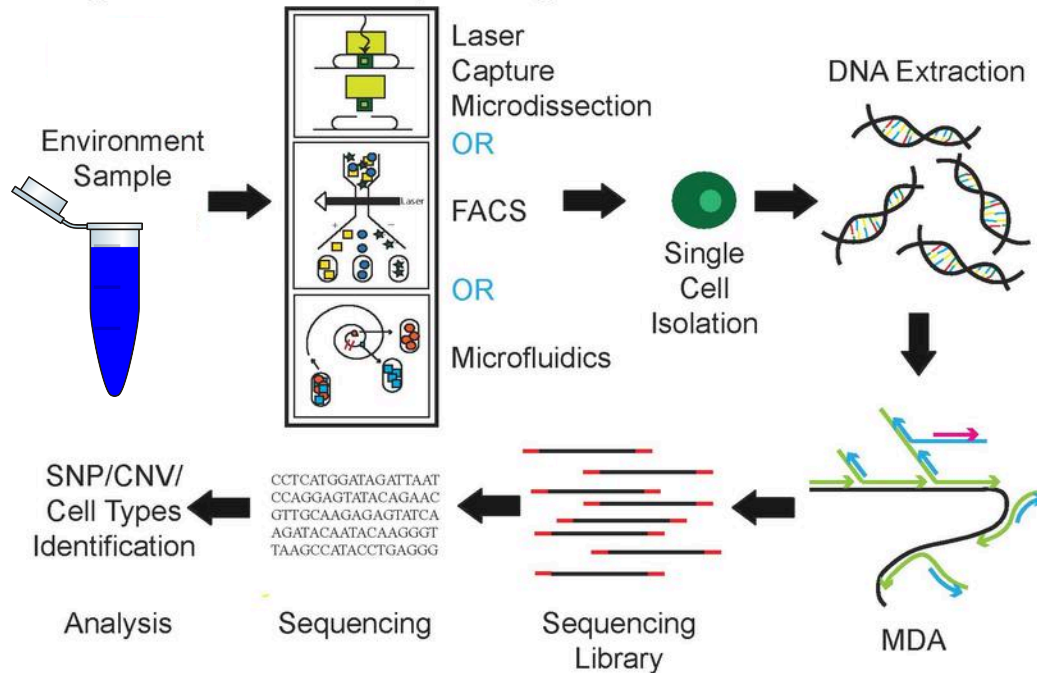 Environment
Sample
Laser
Capture
Microdissection
OR
Laser
+
−
FACS
OR
Microfluidics
Single
Cell
Isolation
DNA Extraction
MDA
Sequencing
Library
CCTCATGGATAGATTAAT
CCAGGAGTATACAGAAC
GTTGCAAGAGAGTATCA
AGATACAATACAAGGGT
TAAGCCATACCTGAGGG
Sequencing
SNP/CNV/
Cell Types
Identification
Analysis